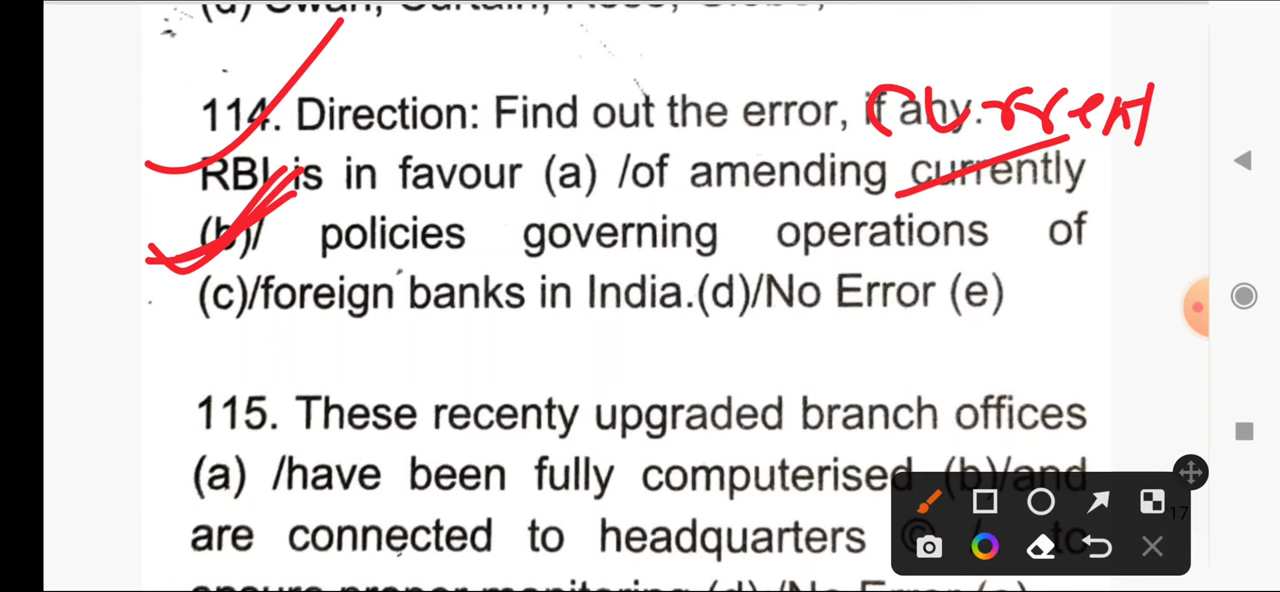 114. Direction: Find out the error, if any. current
RBI is in favour (a) /of amending currently
(b)/ policies governing operations of
(c)/foreign banks in India.(d)/No Error (e)
115. These recenty upgraded branch offices
(a) /have been fully computerised (b)/and
are connected to headquarters © / to
17